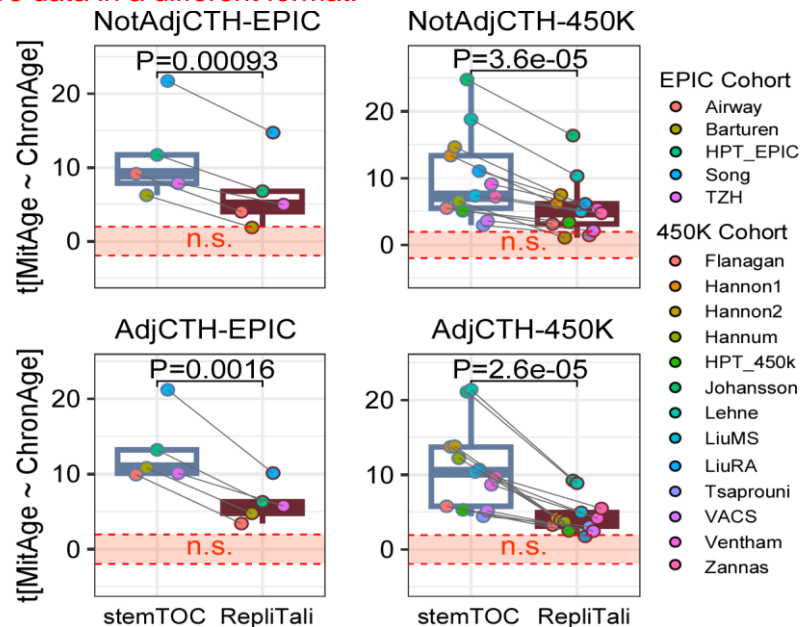 NotAdjCTH-EPIC
NotAdjCTH-450K
t[MitAge ~ ChronAge]
20
10
0
P=0.00093
n.s.
20
10
0
P=3.6e-05
n.s.
AdjCTH-EPIC
AdjCTH-450K
t[MitAge ~ ChronAge]
20
10
0
P=0.0016
n.s.
20
10
0
P=2.6e-05
n.s.
stemTOC RepliTali
stemTOC RepliTali
EPIC Cohort
Airway
Barturen
HPT_EPIC
Song
TZH
450K Cohort
Flanagan
Hannon1
Hannon2
Hannum
HPT_450k
Johansson
Lehne
LiuMS
LiuRA
Tsaprouni
VACS
Ventham
Zannas